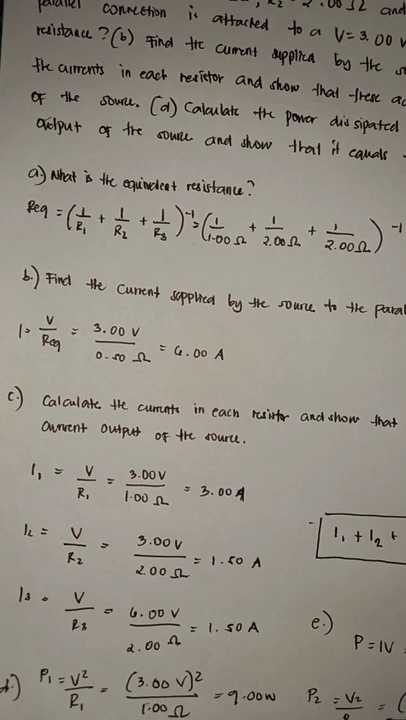 parallel connection is attached to a V= 3.00 V
resistance? (b) Find the current supplied by the
the currents in each resistor and show that these
of the source. (d) Calculate the power dissipated
output of the source and show that it equals
a) What is the equivalent resistance?
Req = (1/R1 + 1/R2 + 1/R3)^-1 = (1/1.00 Ω + 1/2.00 Ω + 1/2.00 Ω)^-1
b.) Find the current supplied by the source to the paral
I = V/Req = 3.00 V/0.50 Ω = 6.00 A
c.) Calculate the currents in each resistor and show that
current output of the source.
I1 = V/R1 = 3.00 V/1.00 Ω = 3.00 A
I2 = V/R2 = 3.00 V/2.00 Ω = 1.50 A
I1 + I2 +
I3 = V/R3 = 6.00 V/2.00 Ω = 1.50 A
e.)
P = IV
d.) P1 = V²/R1 = (3.00 V)²/1.00 Ω = 9.00 W P2 = V²/R = (